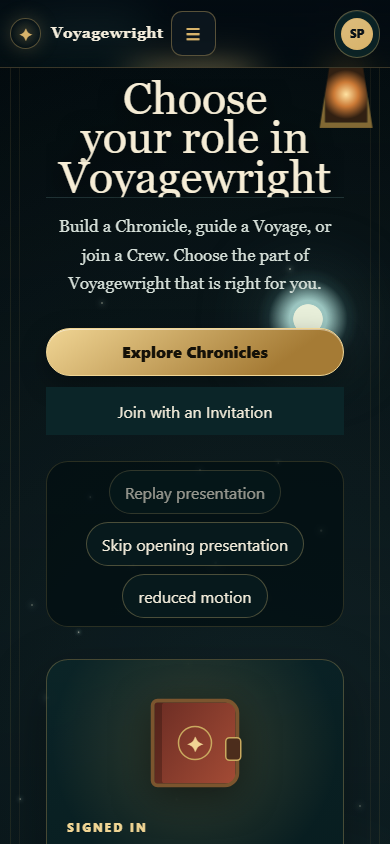 Voyagewright
SP
Choose
your role in
Voyagewright
Build a Chronicle, guide a Voyage, or
join a Crew. Choose the part of
Voyagewright that is right for you.
Explore Chronicles
Join with an Invitation
Replay presentation
Skip opening presentation
reduced motion
SIGNED IN